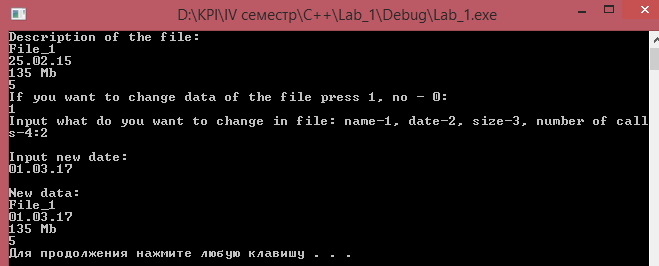 D:\KPI\IV семестр\C++\Lab_1\Debug\Lab_1.exe
Description of the file:
File_1
25.02.15
135 Mb
5
If you want to change data of the file press 1, no - 0:
1
Input what do you want to change in file: name-1, date-2, size-3, number of call
s-4:2
Input new date:
01.03.17
New data:
File_1
01.03.17
135 Mb
5
Для продолжения нажмите любую клавишу . . .